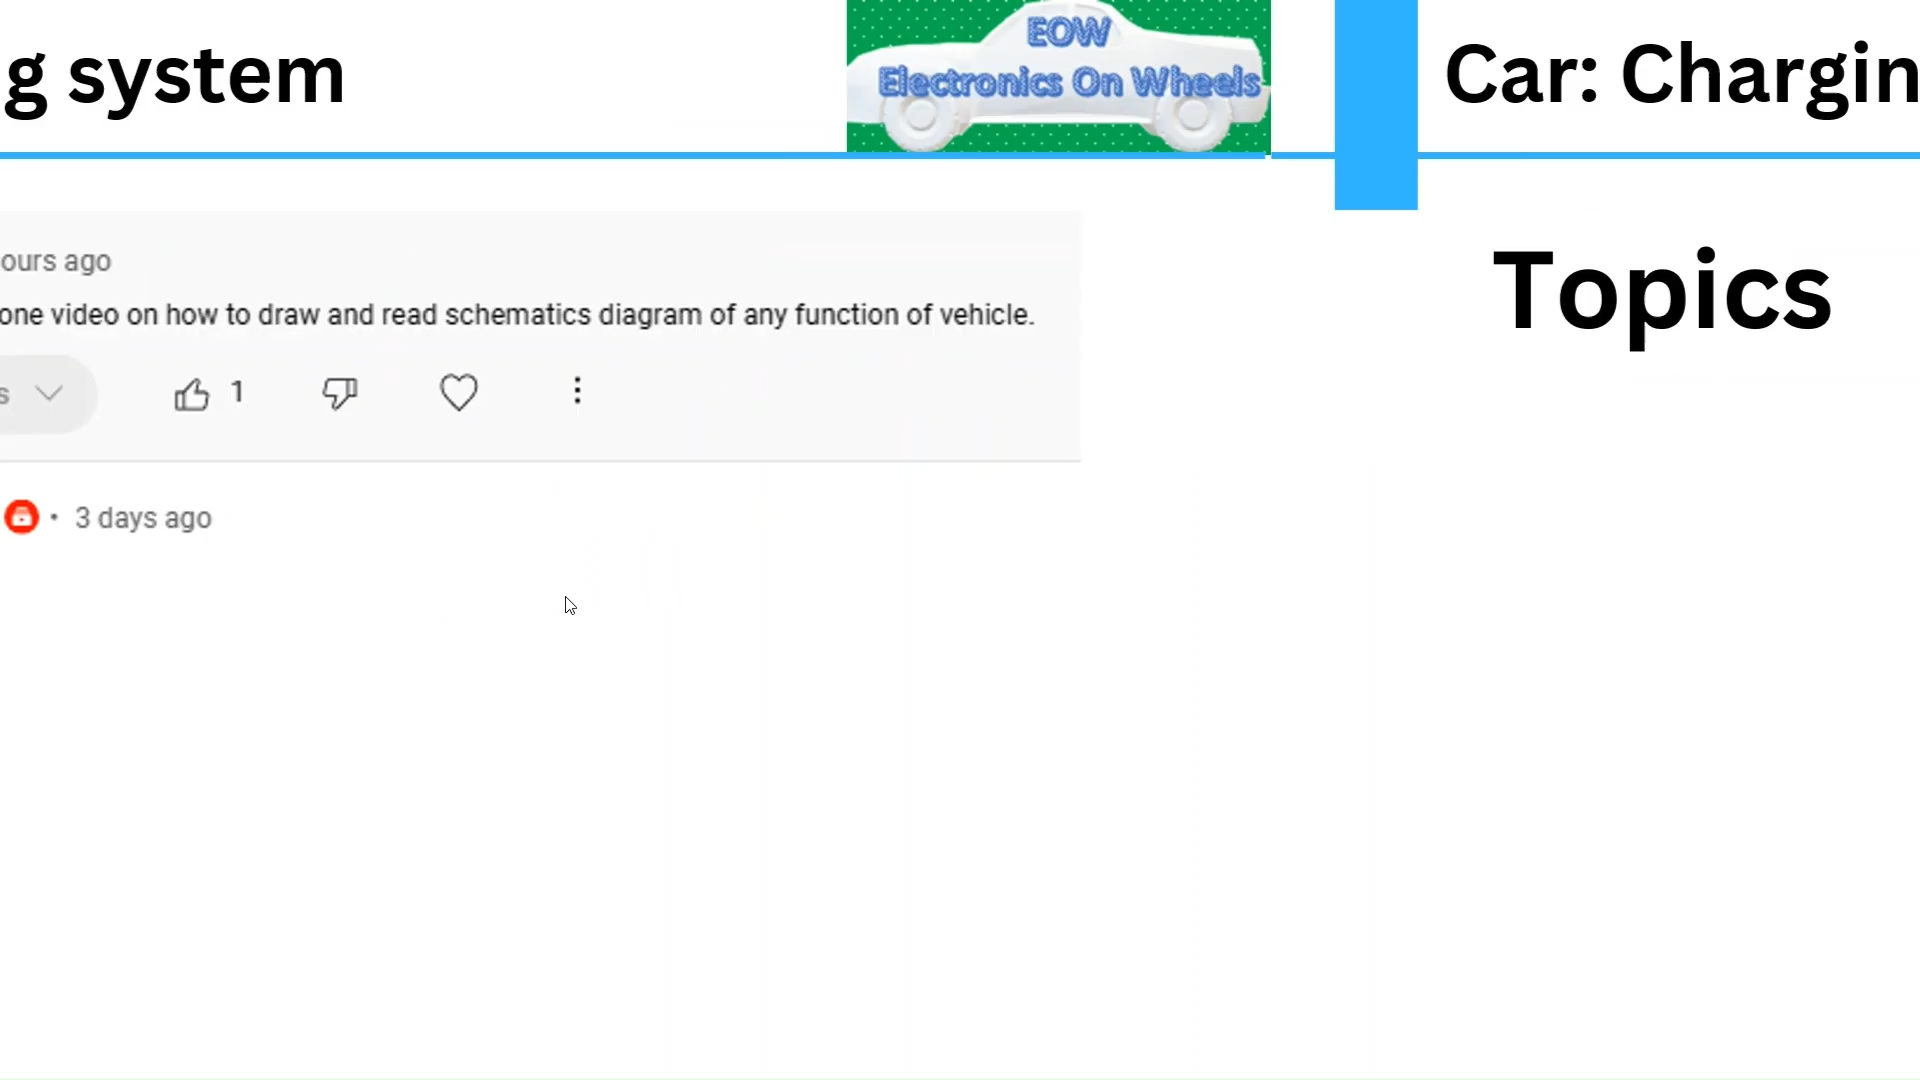 g system
EOW
Electronics On Wheels
Car: Chargin
ours ago
one video on how to draw and read schematics diagram of any function of vehicle.
s
1
3 days ago
Topics